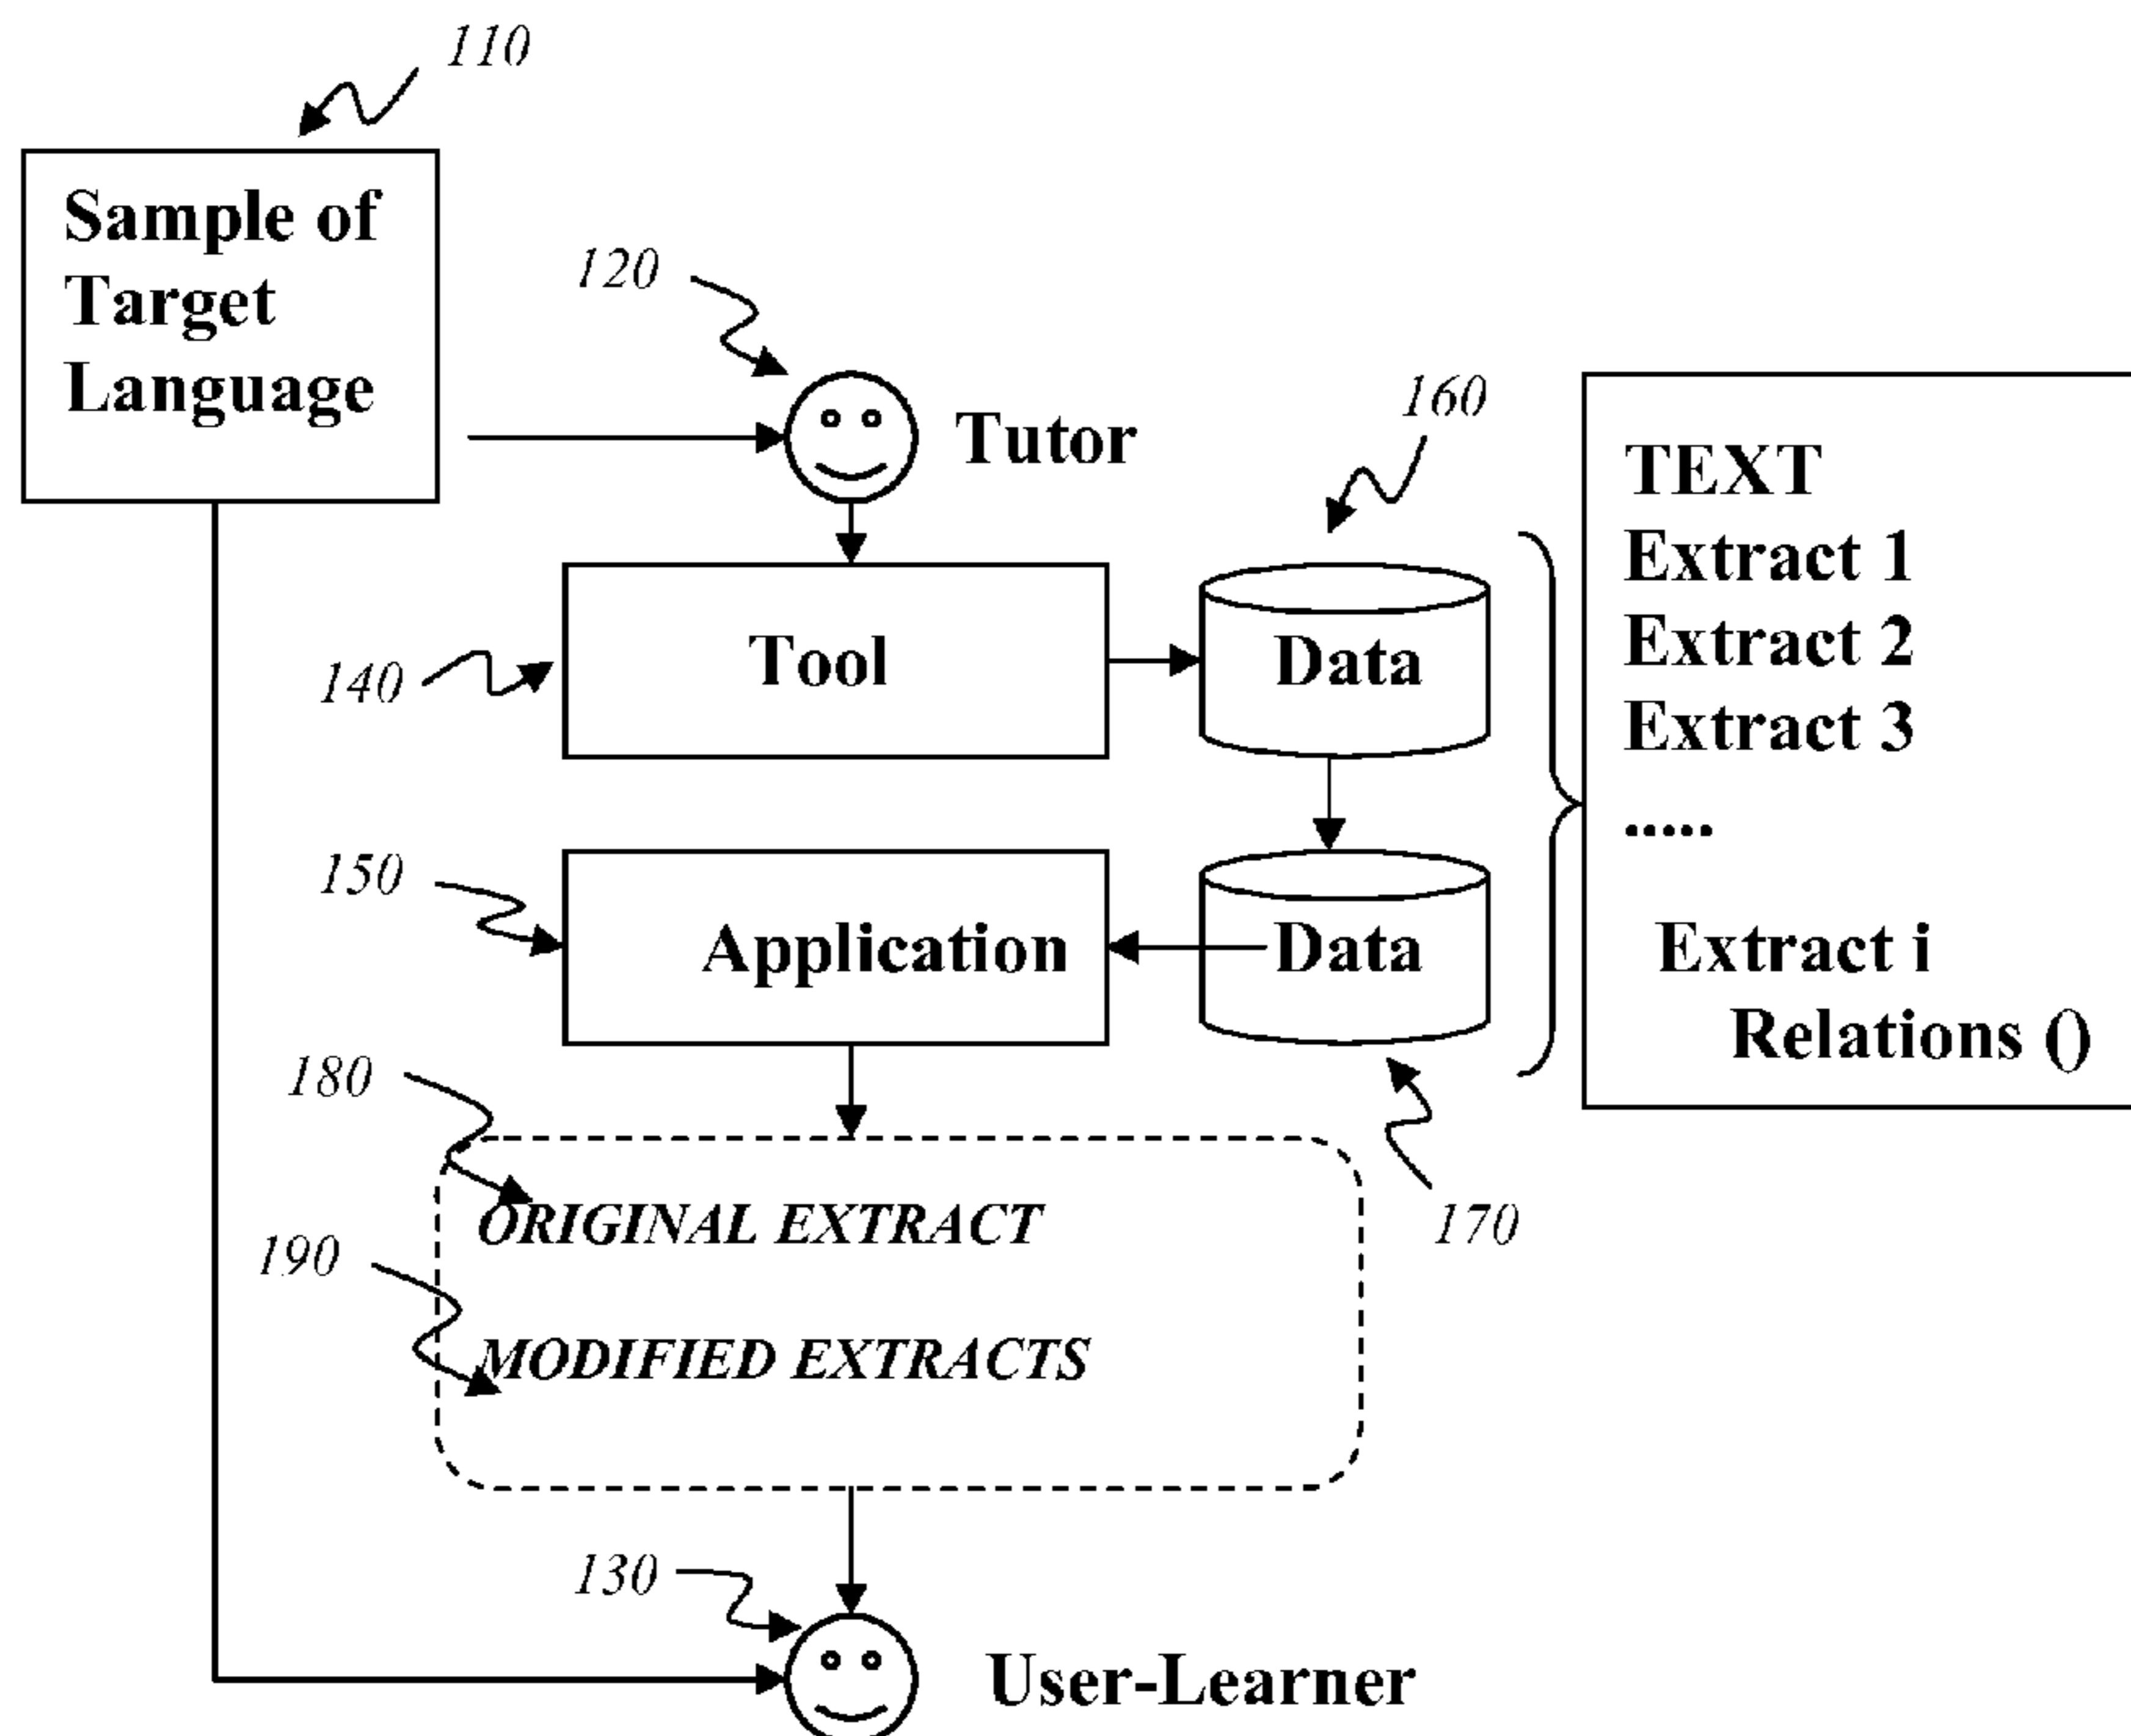 110
Sample of
Target
Language
120
Tutor
160
TEXT
Extract 1
Extract 2
Extract 3
.....
Extract i
Relations ()
140
Tool
Data
150
Application
Data
180
ORIGINAL EXTRACT
170
190
MODIFIED EXTRACTS
130
User-Learner